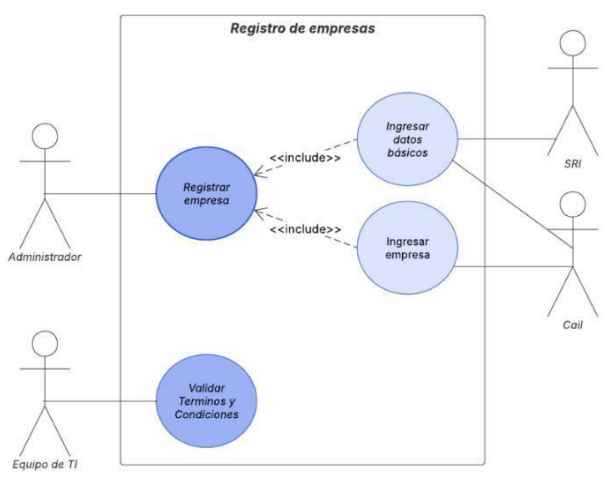 Registro de empresas
Ingresar
datos
básicos
<<include>>
SRI
Registrar
empresa
<<include>>
Ingresar
empresa
Administrador
Cail
Validar
Terminos y
Condiciones
Equipo de TI